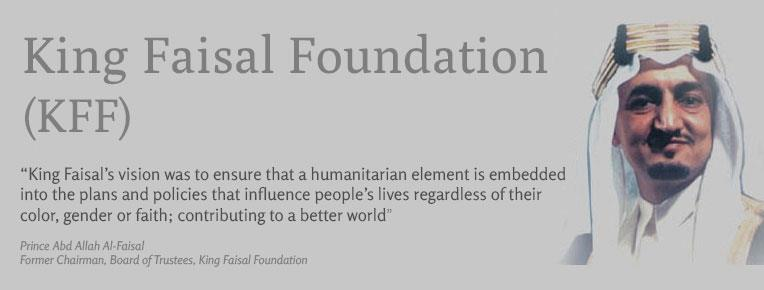 King Faisal Foundation
(KFF)
“King Faisal’s vision was to ensure that a humanitarian element is embedded
into the plans and policies that influence people’s lives regardless of their
color, gender or faith; contributing to a better world”
Prince Abd Allah Al-Faisal
Former Chairman, Board of Trustees, King Faisal Foundation